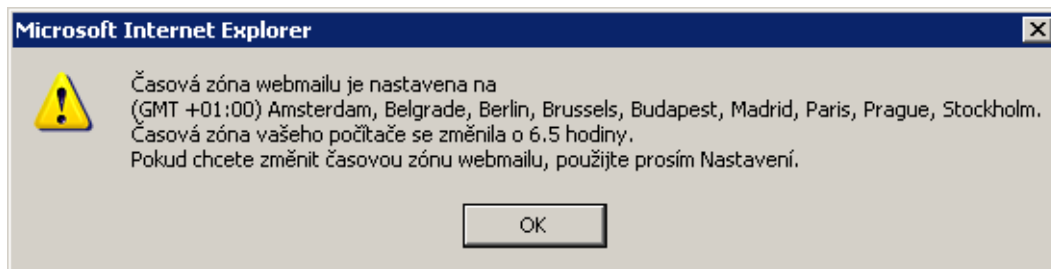 Microsoft Internet Explorer
Časová zóna webmailu je nastavena na
(GMT +01:00) Amsterdam, Belgrade, Berlin, Brussels, Budapest, Madrid, Paris, Prague, Stockholm.
Časová zóna vašeho počítače se změnila o 6.5 hodiny.
Pokud chcete změnit časovou zónu webmailu, použijte prosím Nastavení.
OK